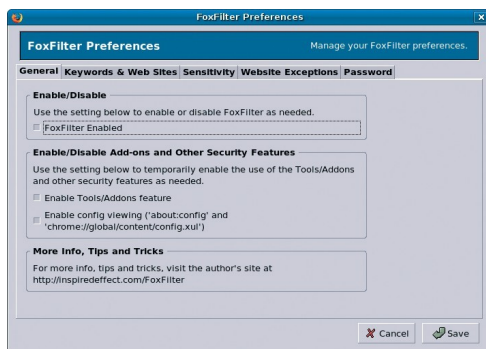 FoxFilter Preferences
FoxFilter Preferences
Manage your FoxFilter preferences.
General Keywords & Web Sites Sensitivity Website Exceptions Password
Enable/Disable
Use the setting below to enable or disable FoxFilter as needed.
FoxFilter Enabled
Enable/Disable Add-ons and Other Security Features
Use the setting below to temporarily enable the use of the Tools/Addons
and other security features as needed.
Enable Tools/Addons feature
Enable config viewing ('about:config' and
'chrome://global/content/config.xul')
More Info, Tips and Tricks
For more info, tips and tricks, visit the author's site at
http://inspiredeffect.com/FoxFilter
Cancel Save